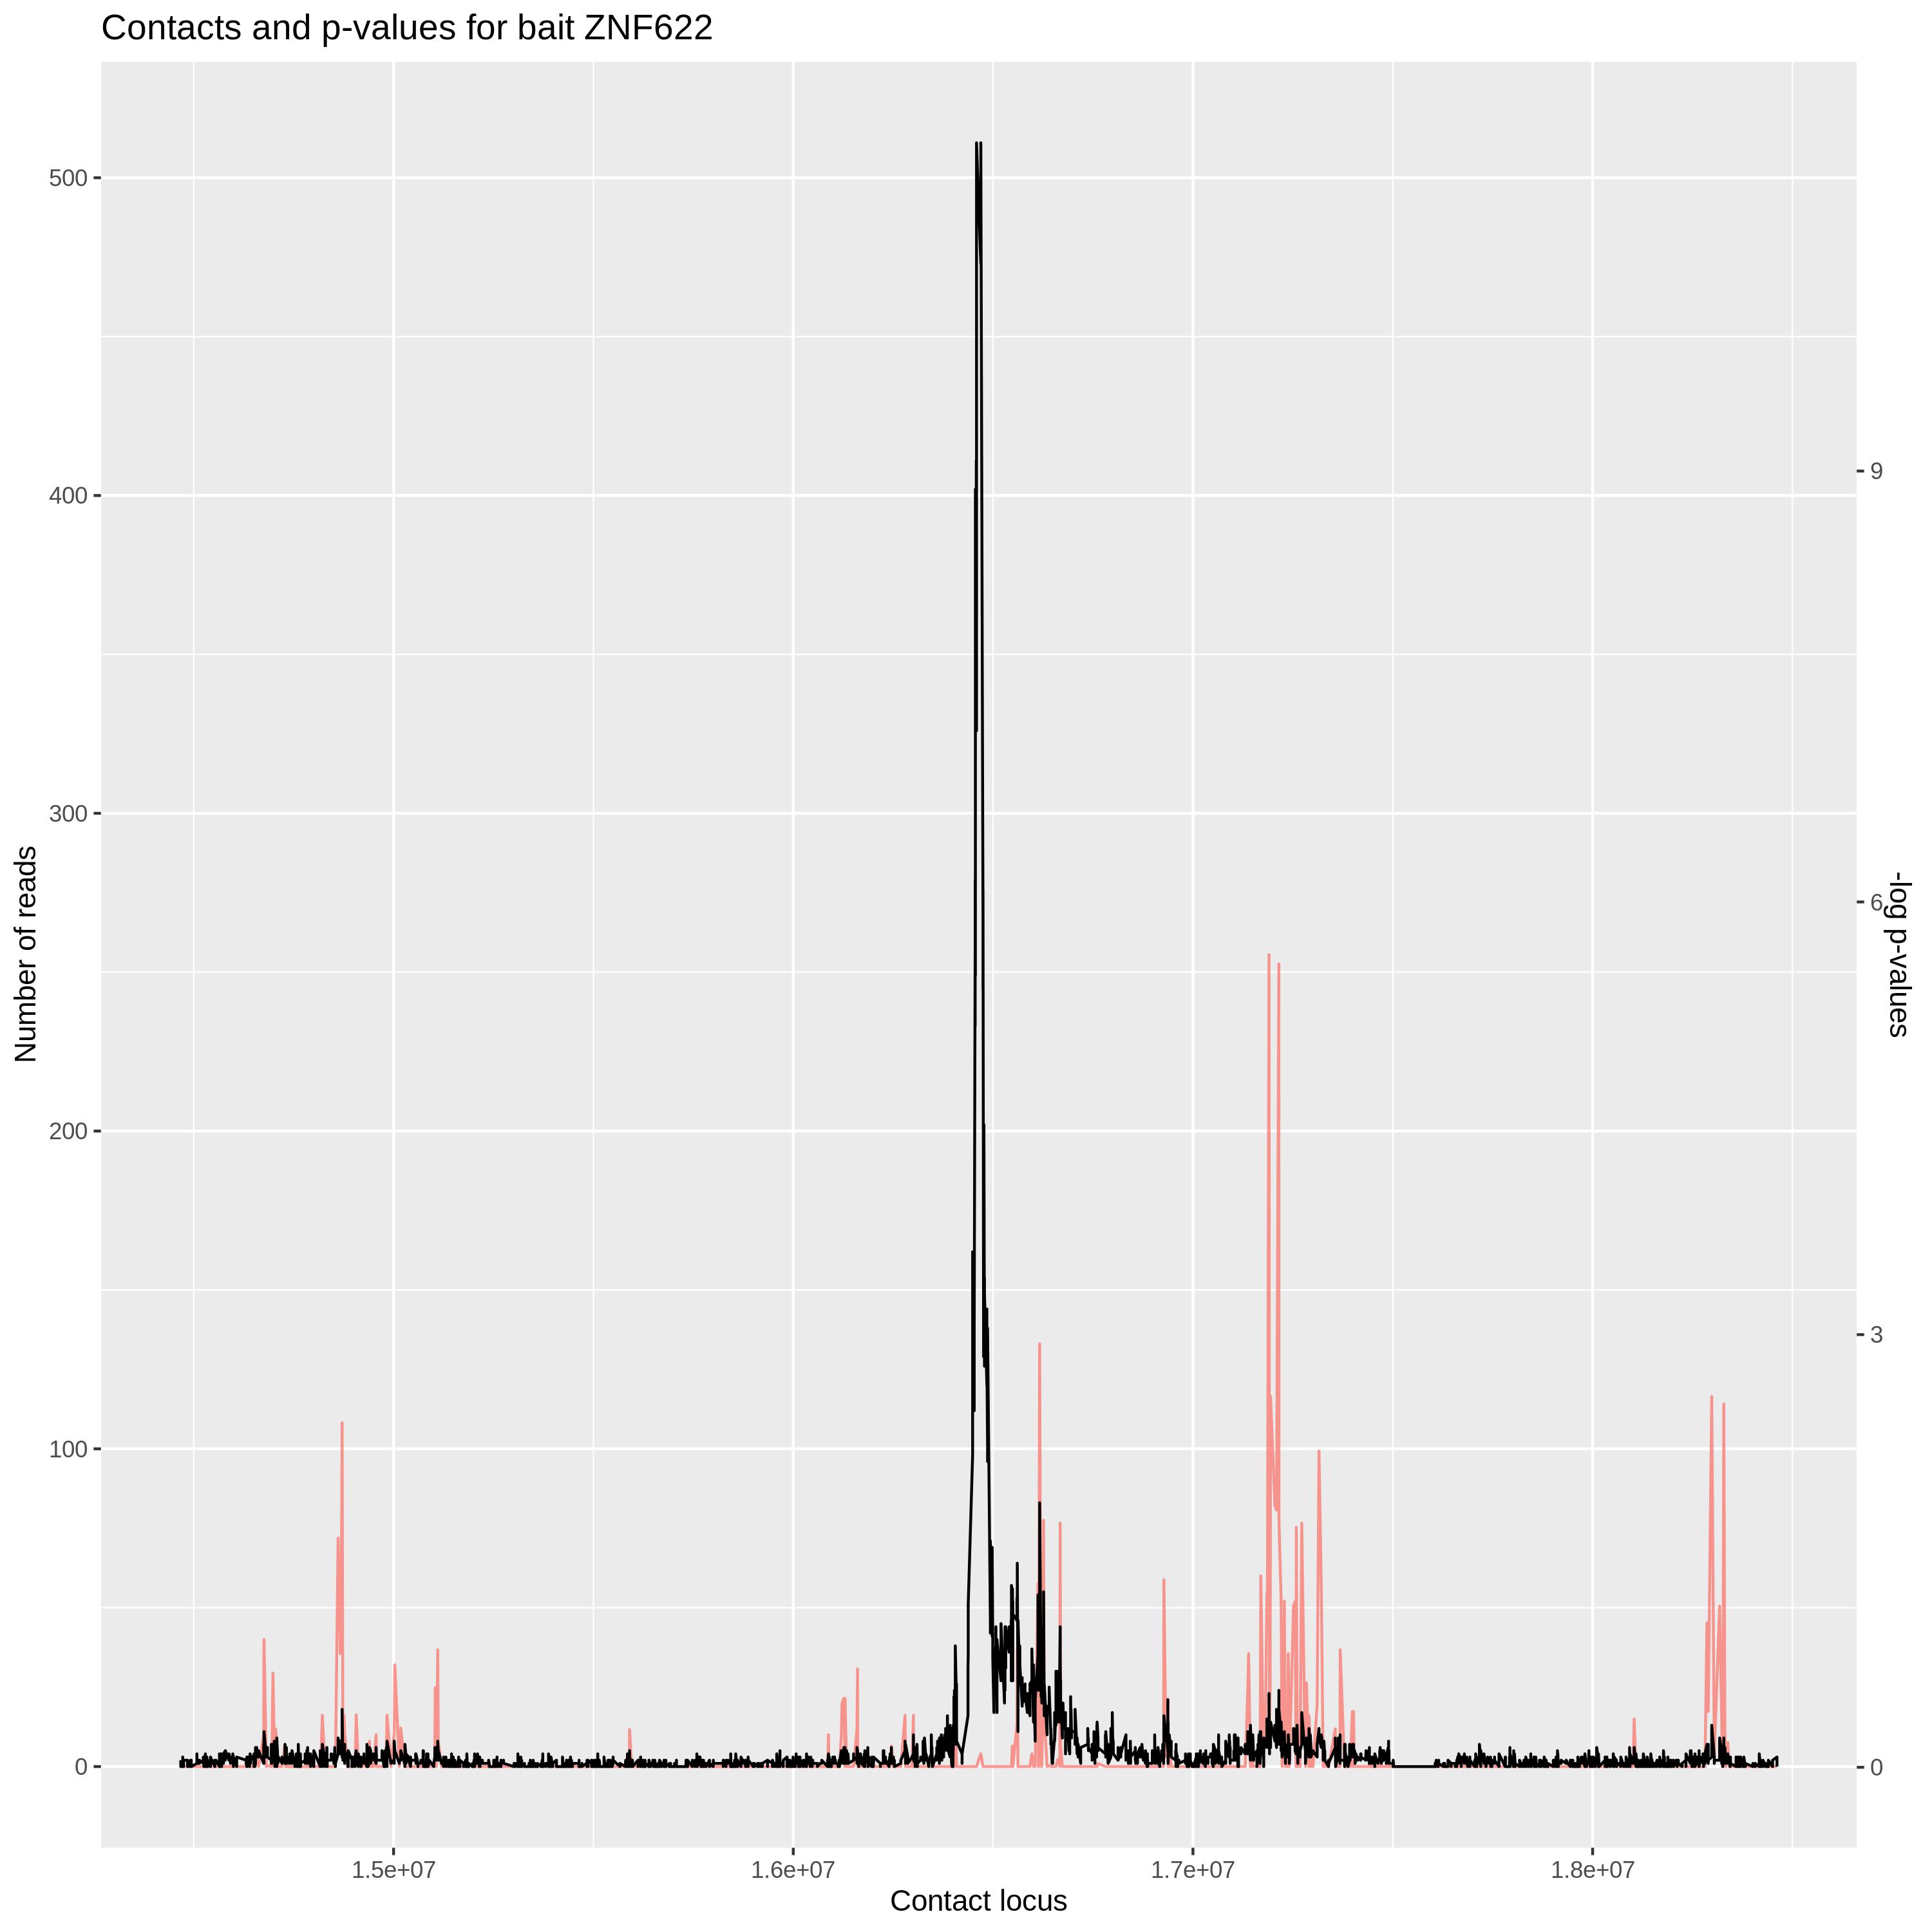 Contacts and p-values for bait ZNF622
Number of reads
500
400
300
200
100
0
9
6
3
0
-log p-values
1.5e+07 1.6e+07 1.7e+07 1.8e+07
Contact locus